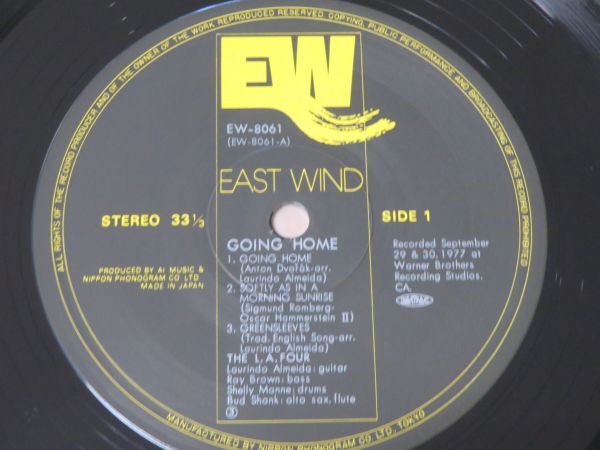 ALL RIGHTS OF THE RECORD PRODUCER AND OF THE OWNER OF THE WORK REPRODUCED RESERVED. COPYING, PUBLIC PERFORMANCE AND BROADCASTING OF THIS RECORD PROHIBITED
EW
EW-8061
(EW-8061-A)
EAST WIND
STEREO 33 1/3
SIDE 1
PRODUCED BY AI MUSIC &
NIPPON PHONOGRAM CO LTD.
MADE IN JAPAN
Recorded September
29 & 30.1977 at
Warner Brothers
Recording Studios,
CA.
GOING HOME
1. GOING HOME
(Anton Dvořák-arr.
Laurindo Almeida)
2. SOFTLY AS IN A
MORNING SUNRISE
(Sigmund Romberg-
Oscar Hammerstein II)
3. GREENSLEEVES
(Trad. English Song-arr.
Laurindo Almeida)
THE L.A.FOUR
Laurindo Almeida: guitar
Ray Brown: bass
Shelly Manne: drums
Bud Shank: alto sax, flute
MANUFACTURED BY NIPPON PHONOGRAM CO. LTD., TOKYO